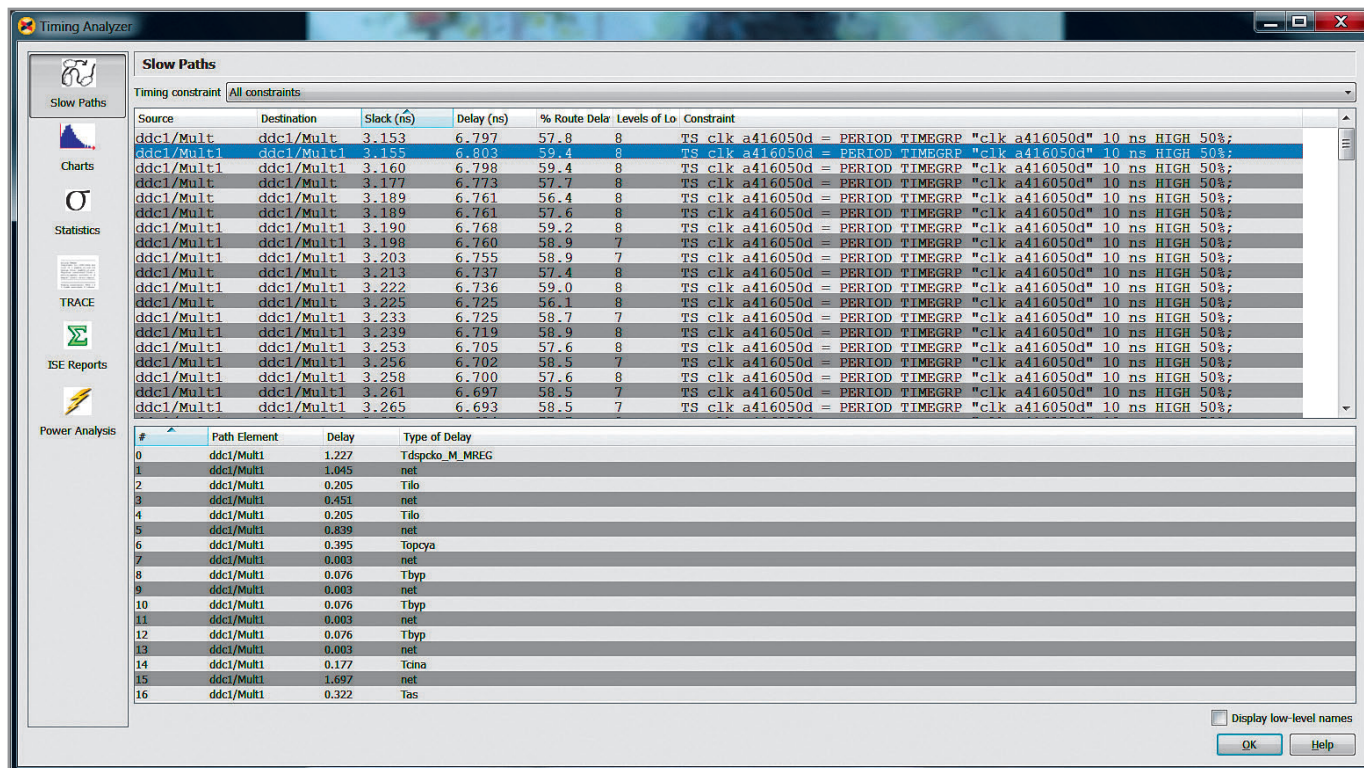 Timing Analyzer
Slow Paths
Charts
Statistics
TRACE
ISE Reports
Power Analysis
Slow Paths
Timing constraint All constraints
Source Destination Slack (ns) Delay (ns) % Route Delar Levels of Lo Constraint
ddc1/Mult ddc1/Mult 3.153 6.797 57.8 8 TS clk a416050d = PERIOD TIMEGRP "clk a416050d" 10 ns HIGH 50%;
ddc1/Mult1 ddc1/Mult1 3.155 6.803 59.4 8 TS clk a416050d = PERIOD TIMEGRP "clk a416050d" 10 ns HIGH 50%;
ddc1/Mult1 ddc1/Mult1 3.160 6.798 59.4 8 TS clk a416050d = PERIOD TIMEGRP "clk a416050d" 10 ns HIGH 50%;
ddc1/Mult ddc1/Mult 3.177 6.773 57.7 8 TS clk a416050d = PERIOD TIMEGRP "clk a416050d" 10 ns HIGH 50%;
ddc1/Mult ddc1/Mult 3.189 6.761 56.4 8 TS clk a416050d = PERIOD TIMEGRP "clk a416050d" 10 ns HIGH 50%;
ddc1/Mult ddc1/Mult 3.189 6.761 57.6 8 TS clk a416050d = PERIOD TIMEGRP "clk a416050d" 10 ns HIGH 50%;
ddc1/Mult1 ddc1/Mult1 3.190 6.768 59.2 8 TS clk a416050d = PERIOD TIMEGRP "clk a416050d" 10 ns HIGH 50%;
ddc1/Mult1 ddc1/Mult1 3.198 6.760 58.9 7 TS clk a416050d = PERIOD TIMEGRP "clk a416050d" 10 ns HIGH 50%;
ddc1/Mult1 ddc1/Mult1 3.203 6.755 58.9 7 TS clk a416050d = PERIOD TIMEGRP "clk a416050d" 10 ns HIGH 50%;
ddc1/Mult ddc1/Mult 3.213 6.737 57.4 8 TS clk a416050d = PERIOD TIMEGRP "clk a416050d" 10 ns HIGH 50%;
ddc1/Mult1 ddc1/Mult1 3.222 6.736 59.0 8 TS clk a416050d = PERIOD TIMEGRP "clk a416050d" 10 ns HIGH 50%;
ddc1/Mult ddc1/Mult 3.225 6.725 56.1 8 TS clk a416050d = PERIOD TIMEGRP "clk a416050d" 10 ns HIGH 50%;
ddc1/Mult1 ddc1/Mult1 3.233 6.725 58.7 7 TS clk a416050d = PERIOD TIMEGRP "clk a416050d" 10 ns HIGH 50%;
ddc1/Mult1 ddc1/Mult1 3.239 6.719 58.9 8 TS clk a416050d = PERIOD TIMEGRP "clk a416050d" 10 ns HIGH 50%;
ddc1/Mult1 ddc1/Mult1 3.253 6.705 57.6 8 TS clk a416050d = PERIOD TIMEGRP "clk a416050d" 10 ns HIGH 50%;
ddc1/Mult1 ddc1/Mult1 3.256 6.702 58.5 7 TS clk a416050d = PERIOD TIMEGRP "clk a416050d" 10 ns HIGH 50%;
ddc1/Mult1 ddc1/Mult1 3.258 6.700 57.6 8 TS clk a416050d = PERIOD TIMEGRP "clk a416050d" 10 ns HIGH 50%;
ddc1/Mult1 ddc1/Mult1 3.261 6.697 58.5 7 TS clk a416050d = PERIOD TIMEGRP "clk a416050d" 10 ns HIGH 50%;
ddc1/Mult1 ddc1/Mult1 3.265 6.693 58.5 7 TS clk a416050d = PERIOD TIMEGRP "clk a416050d" 10 ns HIGH 50%;
# Path Element Delay Type of Delay
0 ddc1/Mult1 1.227 Tdspcko_M_MREG
1 ddc1/Mult1 1.045 net
2 ddc1/Mult1 0.205 Tilo
3 ddc1/Mult1 0.451 net
4 ddc1/Mult1 0.205 Tilo
5 ddc1/Mult1 0.839 net
6 ddc1/Mult1 0.395 Topcya
7 ddc1/Mult1 0.003 net
8 ddc1/Mult1 0.076 Tbyp
9 ddc1/Mult1 0.003 net
10 ddc1/Mult1 0.076 Tbyp
11 ddc1/Mult1 0.003 net
12 ddc1/Mult1 0.076 Tbyp
13 ddc1/Mult1 0.003 net
14 ddc1/Mult1 0.177 Tcina
15 ddc1/Mult1 1.697 net
16 ddc1/Mult1 0.322 Tas
Display low-level names
OK Help